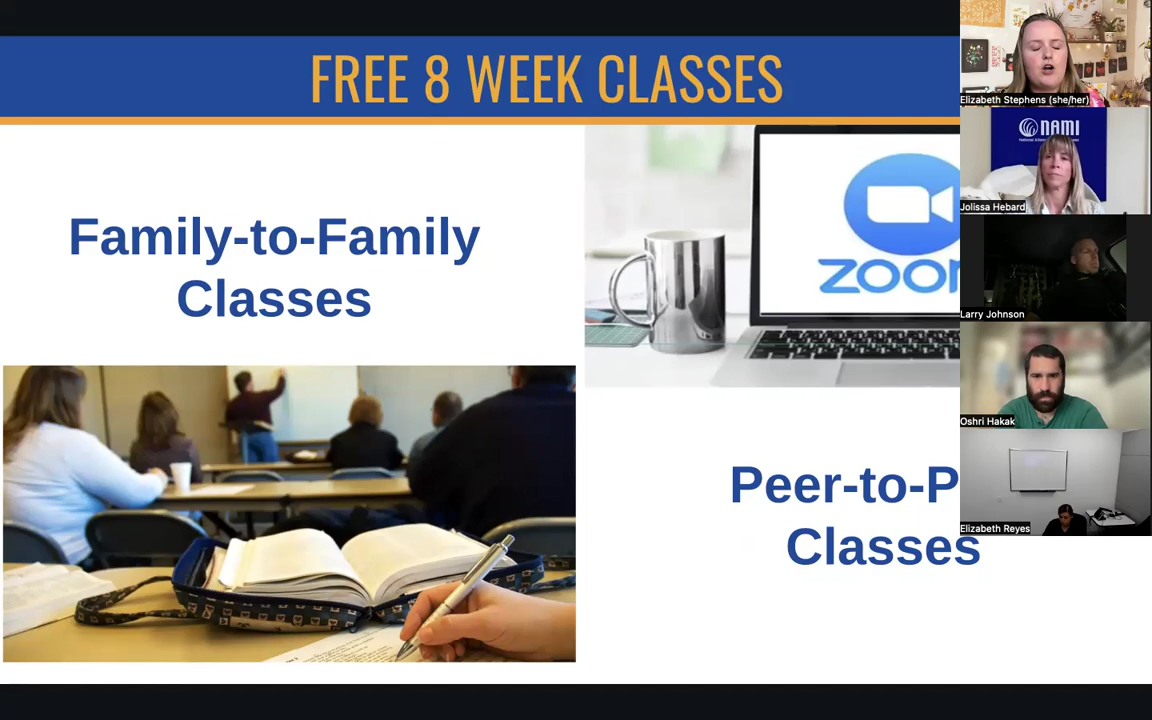 FREE 8 WEEK CLASSES
Family-to-Family
Classes
zoo
Peer-to-P
Classes
Elizabeth Stephens (she/her)
NAMI
Jolissa Hebard
Larry Johnson
Oshri Hakak
Elizabeth Reyes